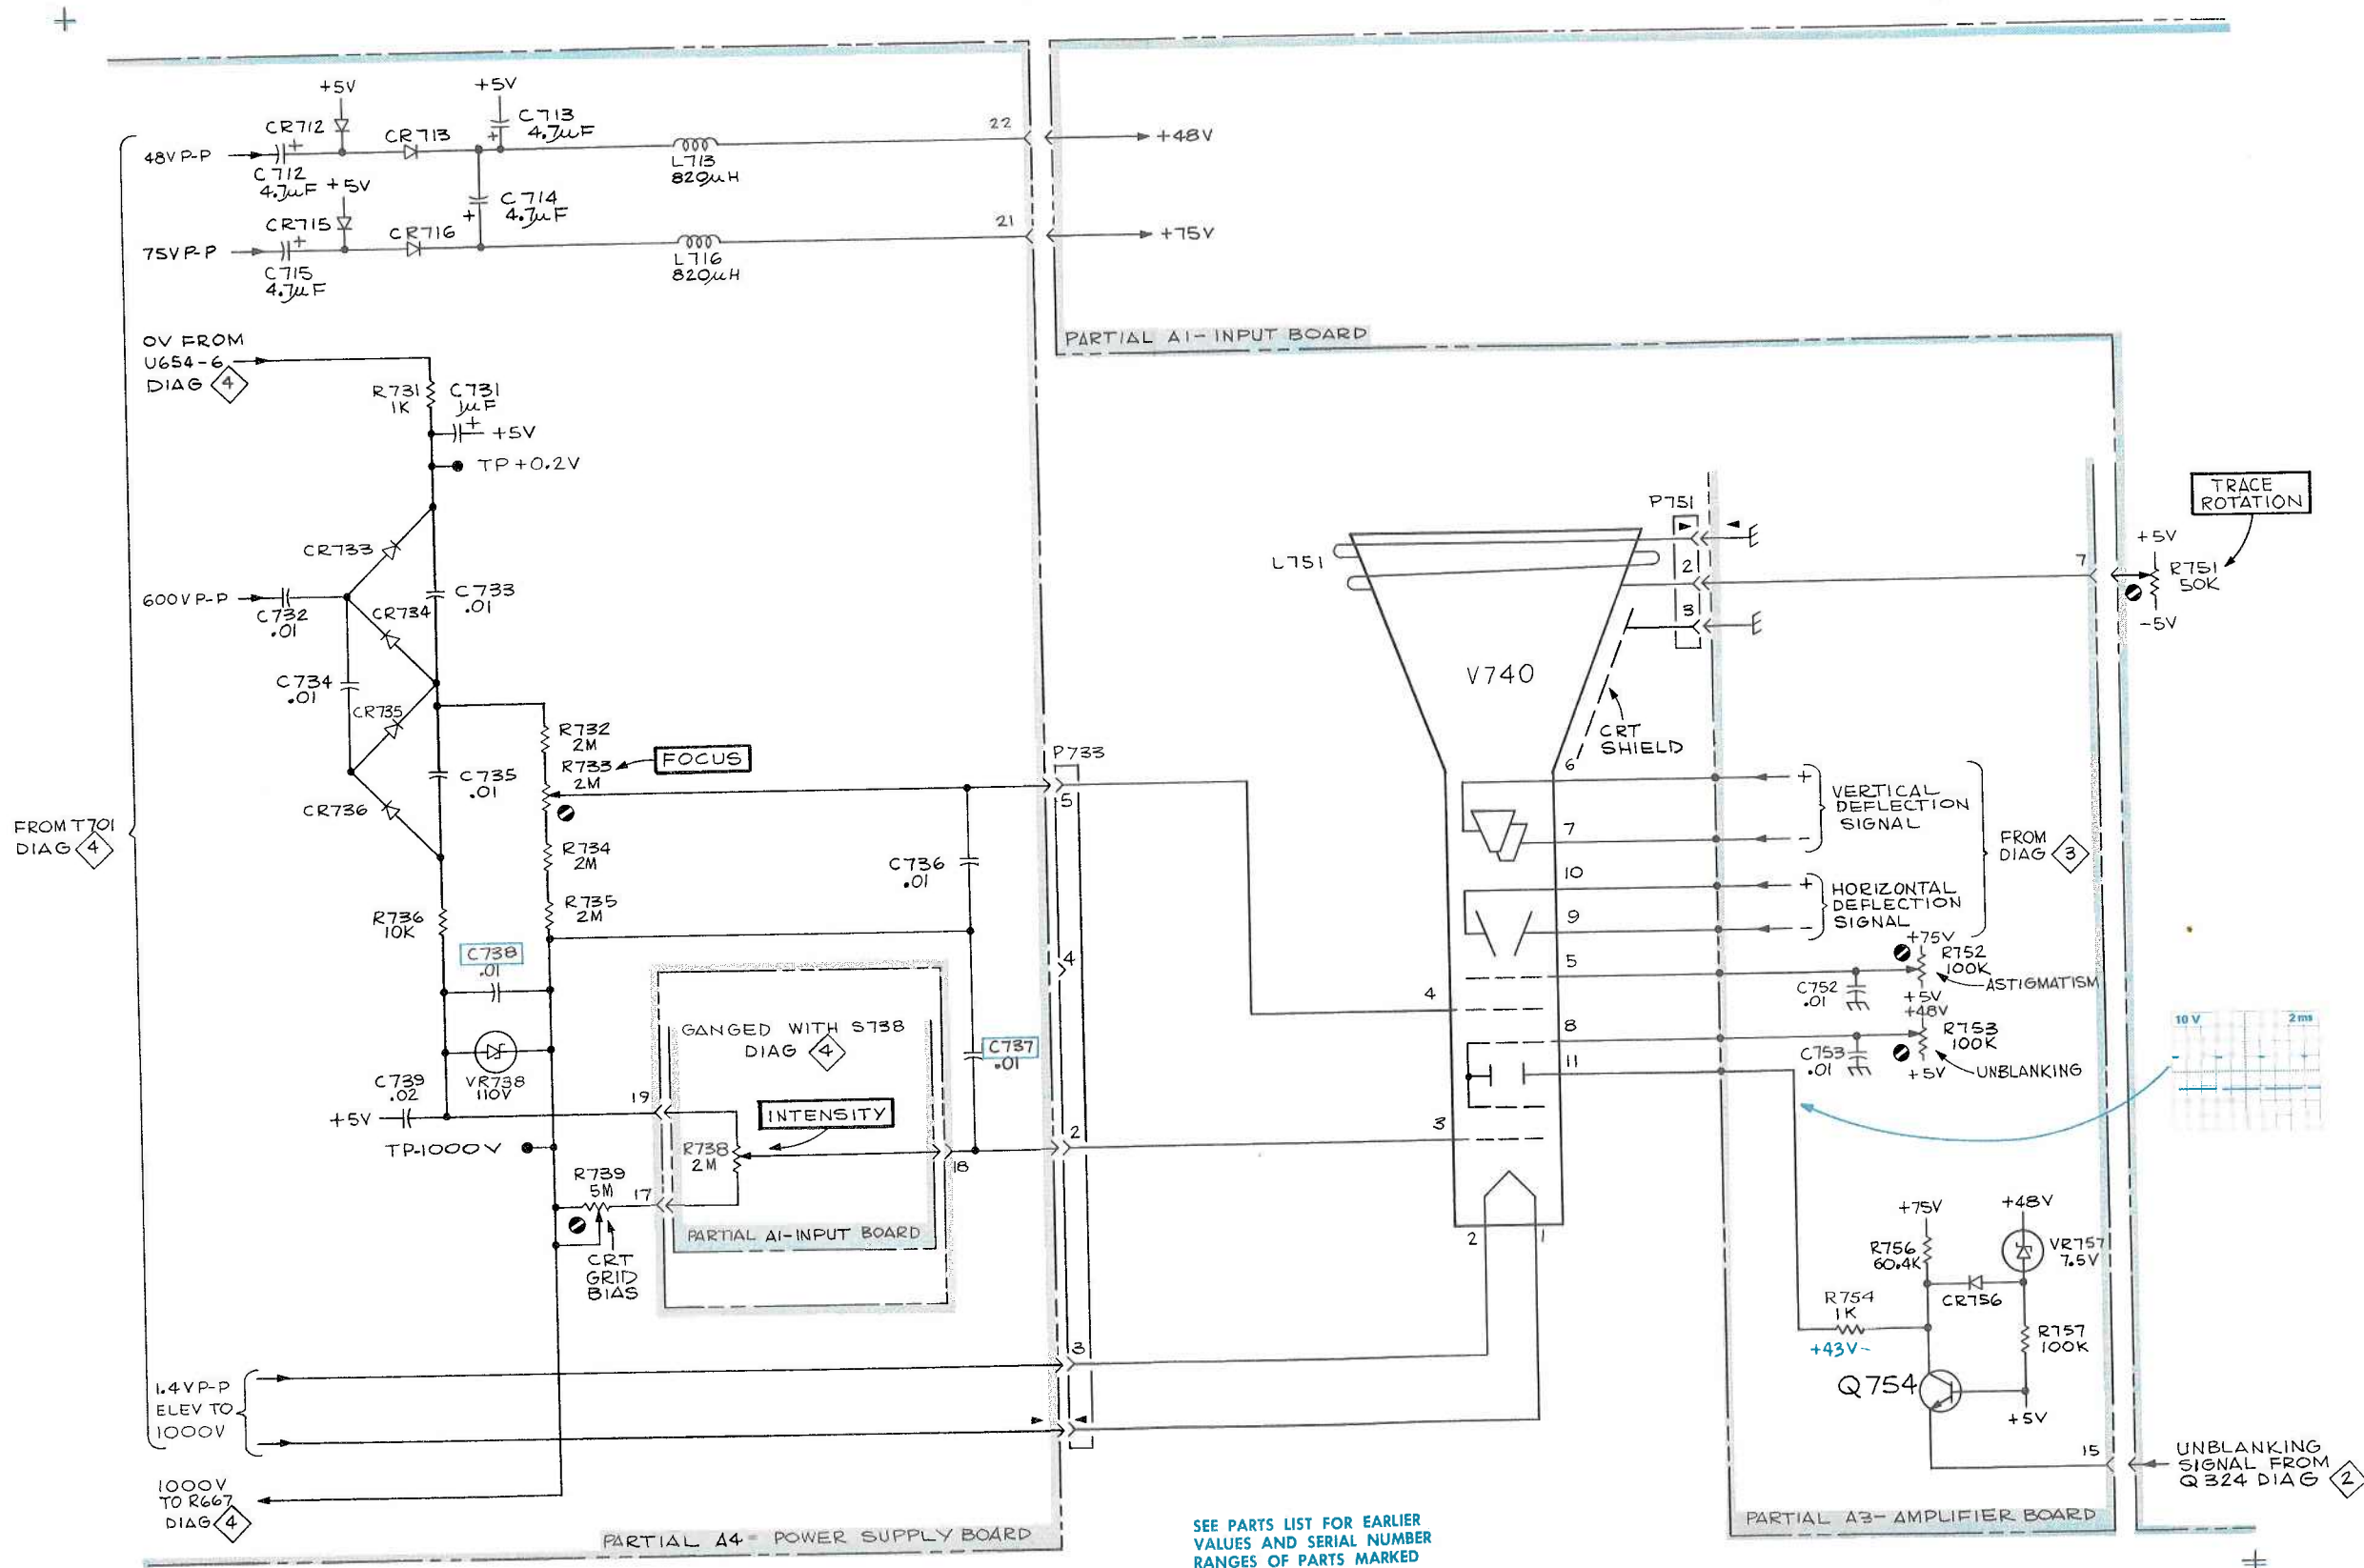 +5V
+5V
CR712
CR713
C713
4.7µF
22
48V P-P
+48V
C712
4.7µF
+5V
L713
820µH
C714
4.7µF
CR715
CR716
21
75V P-P
+75V
C715
4.7µF
L716
820µH
PARTIAL A1- INPUT BOARD
0V FROM
U654-6
DIAG 4
R731
1K
C731
1µF
+5V
TP +0.2V
CR733
600V P-P
C732
.01
CR734
C733
.01
C734
.01
CR735
R732
2M
R733
2M
FOCUS
C735
.01
CR736
FROM T701
DIAG 4
R734
2M
R735
2M
C736
.01
R736
10K
C738
.01
GANGED WITH S738
DIAG 4
C737
.01
VR738
110V
C739
.02
+5V
19
INTENSITY
TP-1000V
R738
2M
18
R739
5M
17
CRT
GRID
BIAS
PARTIAL A1-INPUT BOARD
P733
5
4
2
3
1.4V P-P
ELEV TO
1000V
1000V
TO R667
DIAG 4
PARTIAL A4- POWER SUPPLY BOARD
P751
L751
2
3
V740
CRT
SHIELD
TRACE
ROTATION
+5V
7
R751
50K
-5V
6
+
VERTICAL
DEFLECTION
SIGNAL
7
-
FROM
DIAG 3
10
+
HORIZONTAL
DEFLECTION
SIGNAL
9
-
+75V
R752
100K
5
C752
.01
ASTIGMATISM
+5V
4
+48V
8
R753
100K
C753
.01
11
+5V
UNBLANKING
3
10 V
2 ms
2
1
+75V
+48V
R756
60.4K
VR757
7.5V
CR756
R754
1K
+43V-
R757
100K
Q754
+5V
15
UNBLANKING
SIGNAL FROM
Q324 DIAG 2
PARTIAL A3- AMPLIFIER BOARD
SEE PARTS LIST FOR EARLIER
VALUES AND SERIAL NUMBER
RANGES OF PARTS MARKED